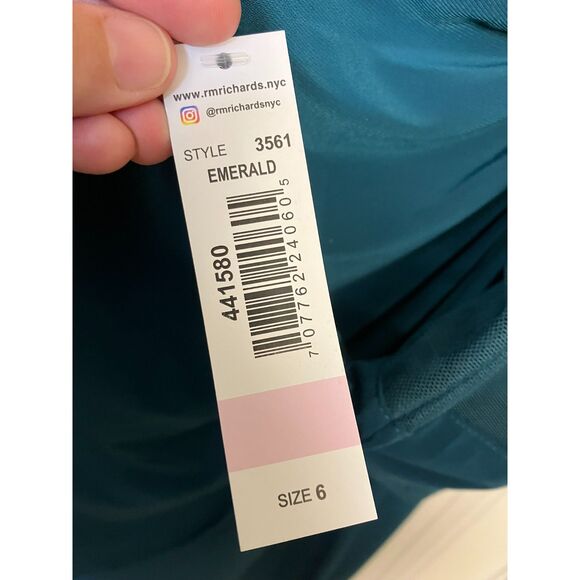 www.rmrichards.nyc
@rmrichardsnyc
STYLE 3561
EMERALD
441580
7 07762 24060 5
SIZE 6